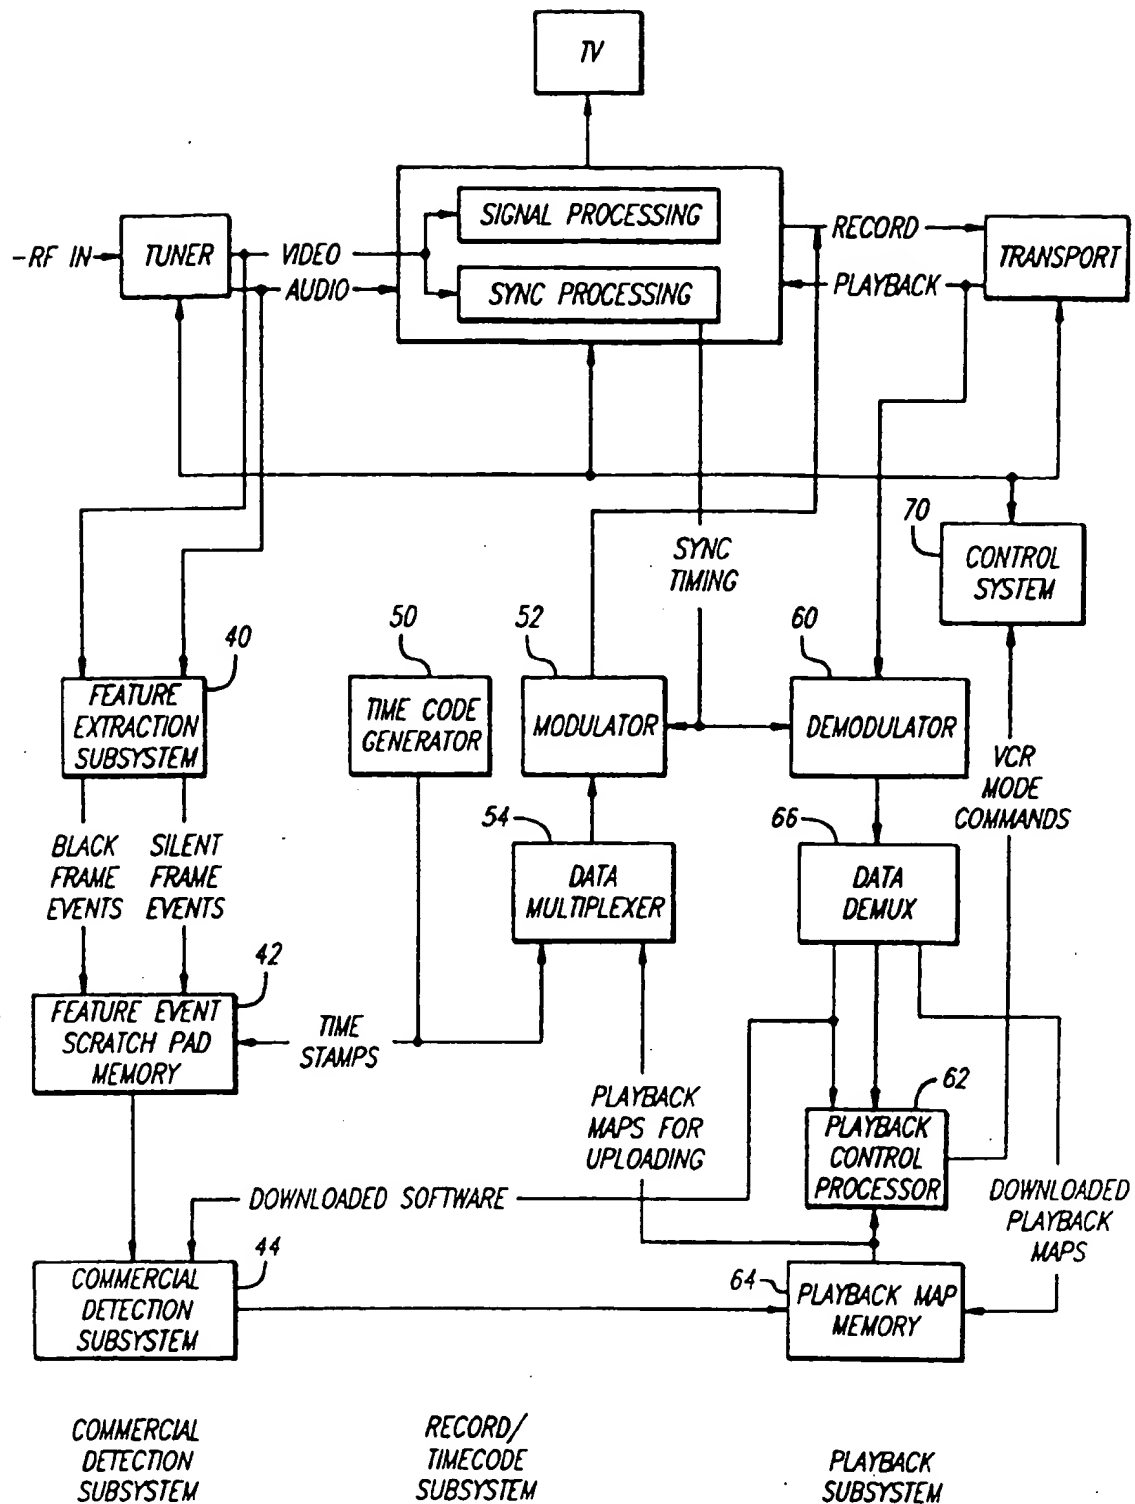 TV
SIGNAL PROCESSING
SYNC PROCESSING
-RF IN
TUNER
VIDEO
AUDIO
RECORD
PLAYBACK
TRANSPORT
70
CONTROL
SYSTEM
SYNC
TIMING
40
FEATURE
EXTRACTION
SUBSYSTEM
50
TIME CODE
GENERATOR
52
MODULATOR
60
DEMODULATOR
VCR
MODE
COMMANDS
BLACK
FRAME
EVENTS
SILENT
FRAME
EVENTS
54
DATA
MULTIPLEXER
66
DATA
DEMUX
42
FEATURE EVENT
SCRATCH PAD
MEMORY
TIME
STAMPS
PLAYBACK
MAPS FOR
UPLOADING
62
PLAYBACK
CONTROL
PROCESSOR
DOWNLOADED SOFTWARE
DOWNLOADED
PLAYBACK
MAPS
44
COMMERCIAL
DETECTION
SUBSYSTEM
64
PLAYBACK MAP
MEMORY
COMMERCIAL
DETECTION
SUBSYSTEM
RECORD/
TIMECODE
SUBSYSTEM
PLAYBACK
SUBSYSTEM